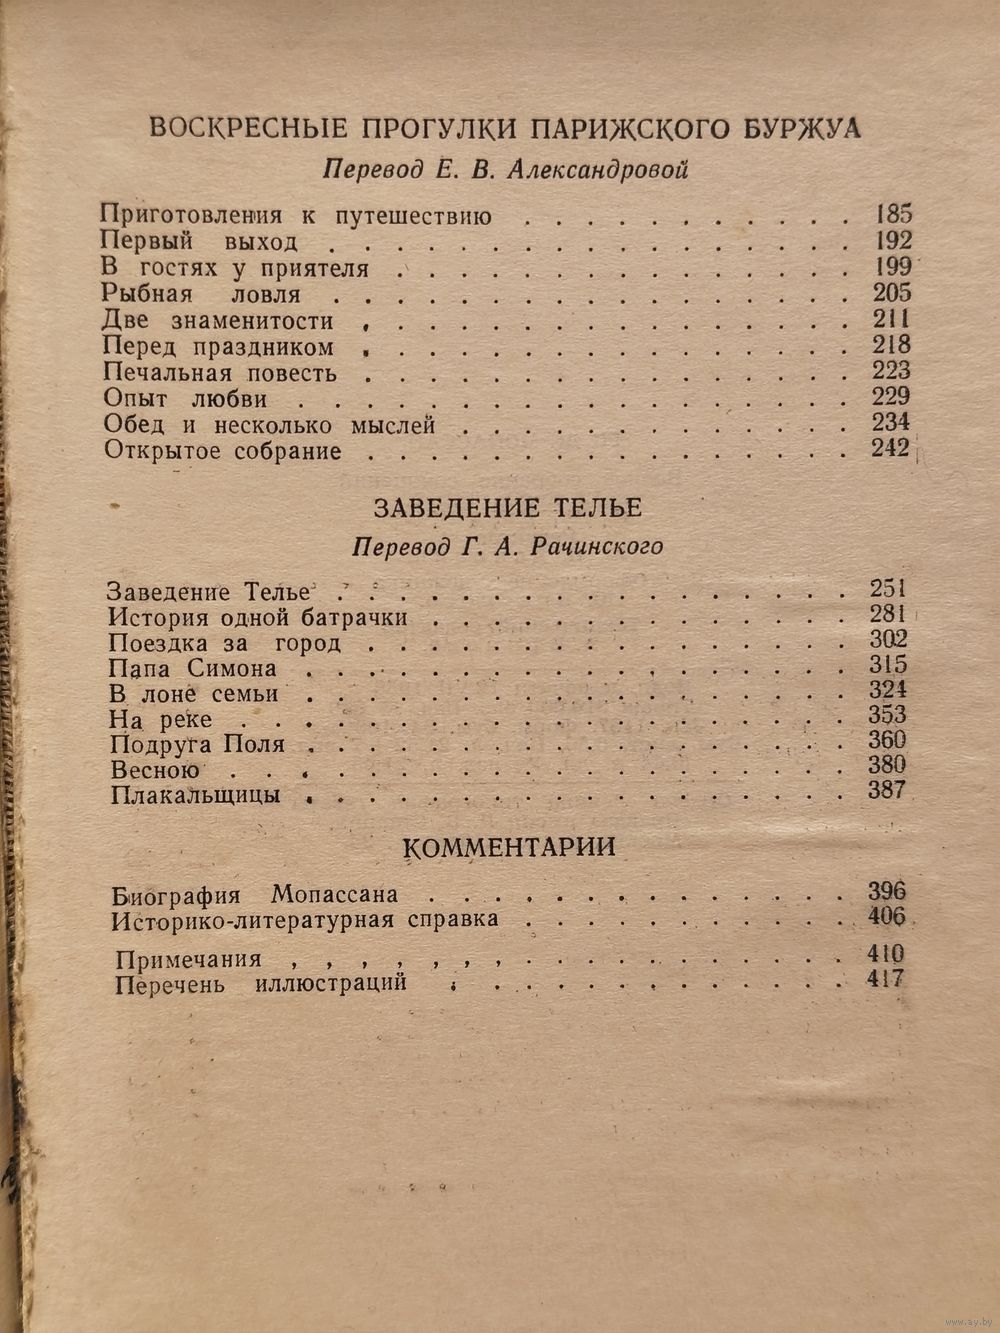 ВОСКРЕСНЫЕ ПРОГУЛКИ ПАРИЖСКОГО БУРЖУА
Перевод Е. В. Александровой
Приготовления к путешествию . . . . . . . . . . . 185
Первый выход . . . . . . . . . . . . . . . . . 192
В гостях у приятеля . . . . . . . . . . . . . . . 199
Рыбная ловля . . . . . . . . . . . . . . . . . 205
Две знаменитости , . . . . . . . . . . . . . . . 211
Перед праздником . . . . . . . . . . . . . . . . 218
Печальная повесть . . . . . . . . . . . . . . . . 223
Опыт любви . . . . . . . . . . . . . . . . . . 229
Обед и несколько мыслей . . . . . . . . . . . . . 234
Открытое собрание . . . . . . . . . . . . . . . . 242
ЗАВЕДЕНИЕ ТЕЛЬЕ
Перевод Г. А. Рачинского
Заведение Телье . . . . . . . . . . . . . . . . . 251
История одной батрачки . . . . . . . . . . . . . . 281
Поездка за город . . . . . . . . . . . . . . . . 302
Папа Симона . . . . . . . . . . . . . . . . . . 315
В лоне семьи . . . . . . . . . . . . . . . . . . 324
На реке . . . . . . . . . . . . . . . . . . . . 353
Подруга Поля . . . . . . . . . . . . . . . . . . 360
Весною . . . . . . . . . . . . . . . . . . . . 380
Плакальщицы . . . . . . . . . . . . . . . . . . 387
КОММЕНТАРИИ
Биография Мопассана . . . . . . . . . . . . . . 396
Историко-литературная справка . . . . . . . . . . . 406
Примечания , , , , , , , . . . . . . . . . . . 410
Перечень иллюстраций . . . . . . . . . . . . . 417
www.ay.by